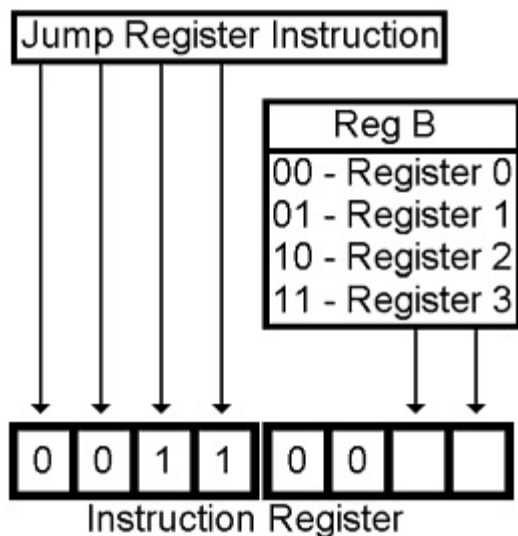 Jump Register Instruction
Reg B
00 - Register 0
01 - Register 1
10 - Register 2
11 - Register 3
0 0 1 1 0 0
Instruction Register